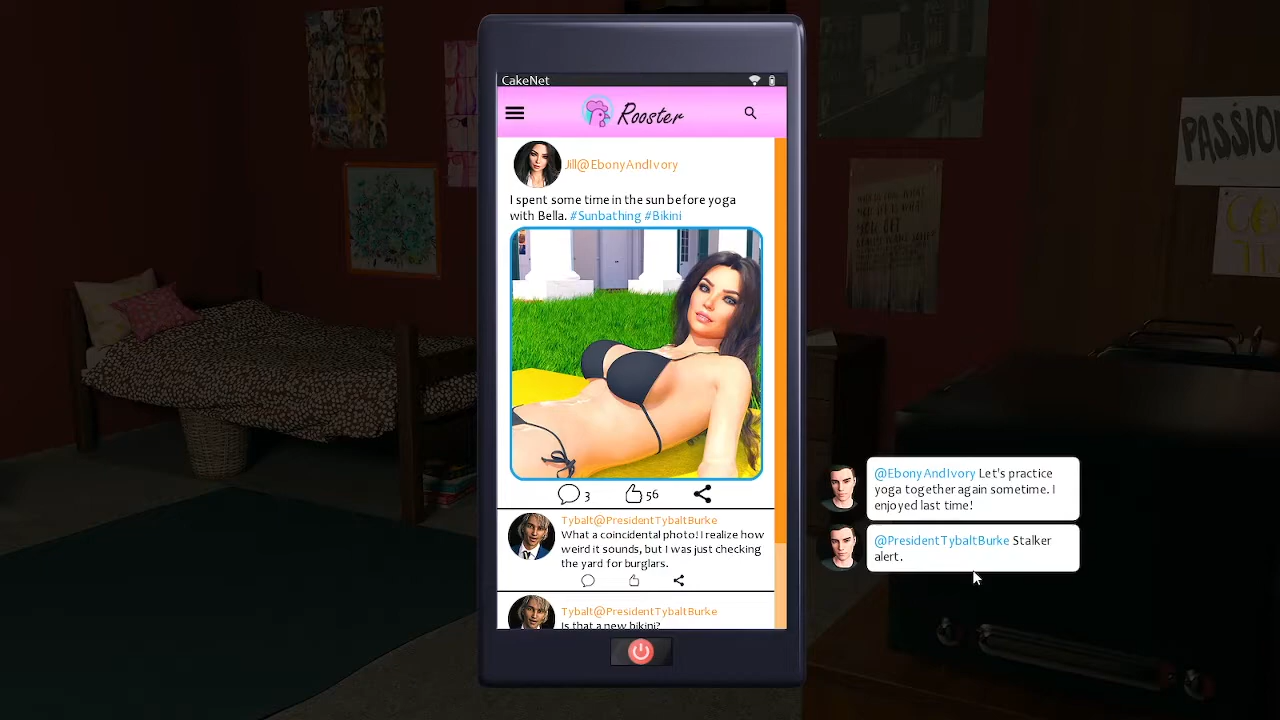 CakeNet
Rooster
Jill@EbonyAndIvory
I spent some time in the sun before yoga
with Bella. #Sunbathing #Bikini
3
56
Tybalt@PresidentTybaltBurke
What a coincidental photo! I realize how
weird it sounds, but I was just checking
the yard for burglars.
Tybalt@PresidentTybaltBurke
Is that a new bikini?
@EbonyAndIvory Let's practice
yoga together again sometime. I
enjoyed last time!
@PresidentTybaltBurke Stalker
alert.
PASSIO